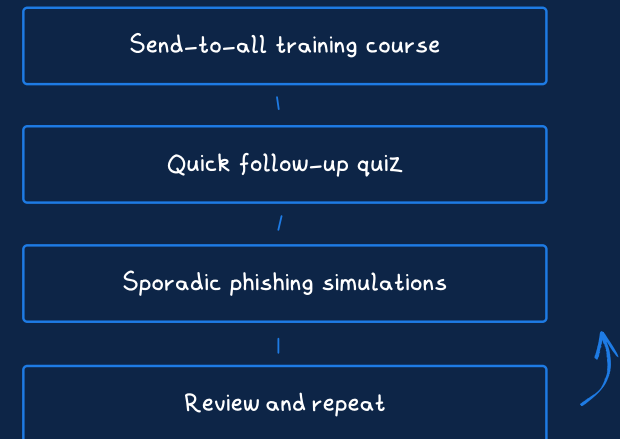 Send-to-all training course
Quick follow-up quiz
Sporadic phishing simulations
Review and repeat